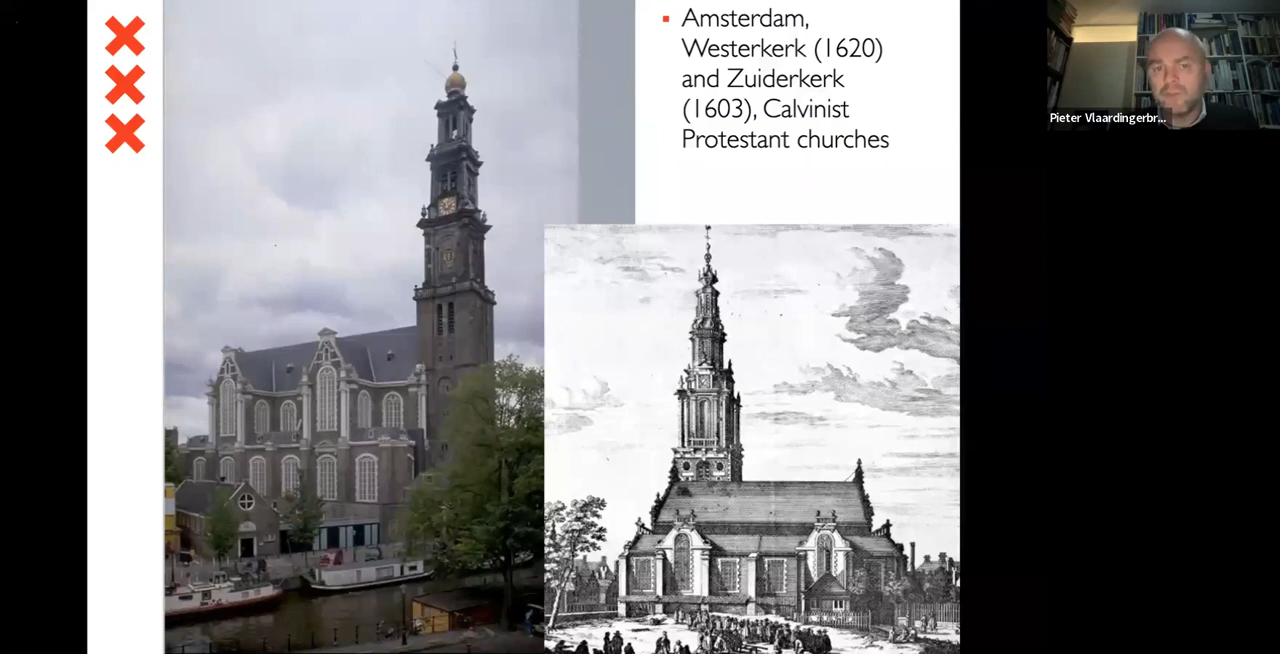 Amsterdam,
Westerkerk (1620)
and Zuiderkerk
(1603), Calvinist
Protestant churches
Pieter Vlaardingerbr...